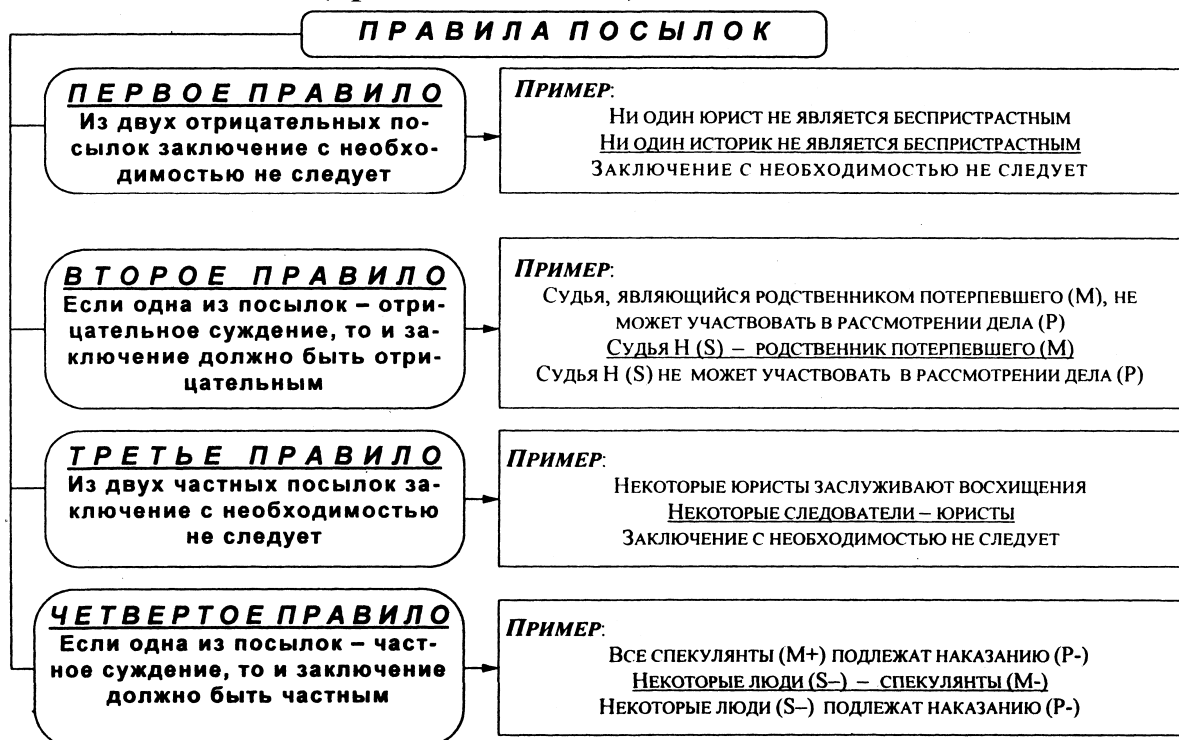 ПРАВИЛА ПОСЫЛОК
ПЕРВОЕ ПРАВИЛО
Из двух отрицательных по-
сылок заключение с необхо-
димостью не следует
ПРИМЕР:
НИ ОДИН ЮРИСТ НЕ ЯВЛЯЕТСЯ БЕСПРИСТРАСТНЫМ
НИ ОДИН ИСТОРИК НЕ ЯВЛЯЕТСЯ БЕСПРИСТРАСТНЫМ
ЗАКЛЮЧЕНИЕ С НЕОБХОДИМОСТЬЮ НЕ СЛЕДУЕТ
ВТОРОЕ ПРАВИЛО
Если одна из посылок – отри-
цательное суждение, то и за-
ключение должно быть отри-
цательным
ПРИМЕР:
СУДЬЯ, ЯВЛЯЮЩИЙСЯ РОДСТВЕННИКОМ ПОТЕРПЕВШЕГО (М), НЕ
МОЖЕТ УЧАСТВОВАТЬ В РАССМОТРЕНИИ ДЕЛА (Р)
СУДЬЯ Н (S) – РОДСТВЕННИК ПОТЕРПЕВШЕГО (М)
СУДЬЯ Н (S) НЕ МОЖЕТ УЧАСТВОВАТЬ В РАССМОТРЕНИИ ДЕЛА (Р)
ТРЕТЬЕ ПРАВИЛО
Из двух частных посылок за-
ключение с необходимостью
не следует
ПРИМЕР:
НЕКОТОРЫЕ ЮРИСТЫ ЗАСЛУЖИВАЮТ ВОСХИЩЕНИЯ
НЕКОТОРЫЕ СЛЕДОВАТЕЛИ – ЮРИСТЫ
ЗАКЛЮЧЕНИЕ С НЕОБХОДИМОСТЬЮ НЕ СЛЕДУЕТ
ЧЕТВЕРТОЕ ПРАВИЛО
Если одна из посылок – част-
ное суждение, то и заключение
должно быть частным
ПРИМЕР:
ВСЕ СПЕКУЛЯНТЫ (М+) ПОДЛЕЖАТ НАКАЗАНИЮ (Р-)
НЕКОТОРЫЕ ЛЮДИ (S–) – СПЕКУЛЯНТЫ (М-)
НЕКОТОРЫЕ ЛЮДИ (S–) ПОДЛЕЖАТ НАКАЗАНИЮ (Р-)